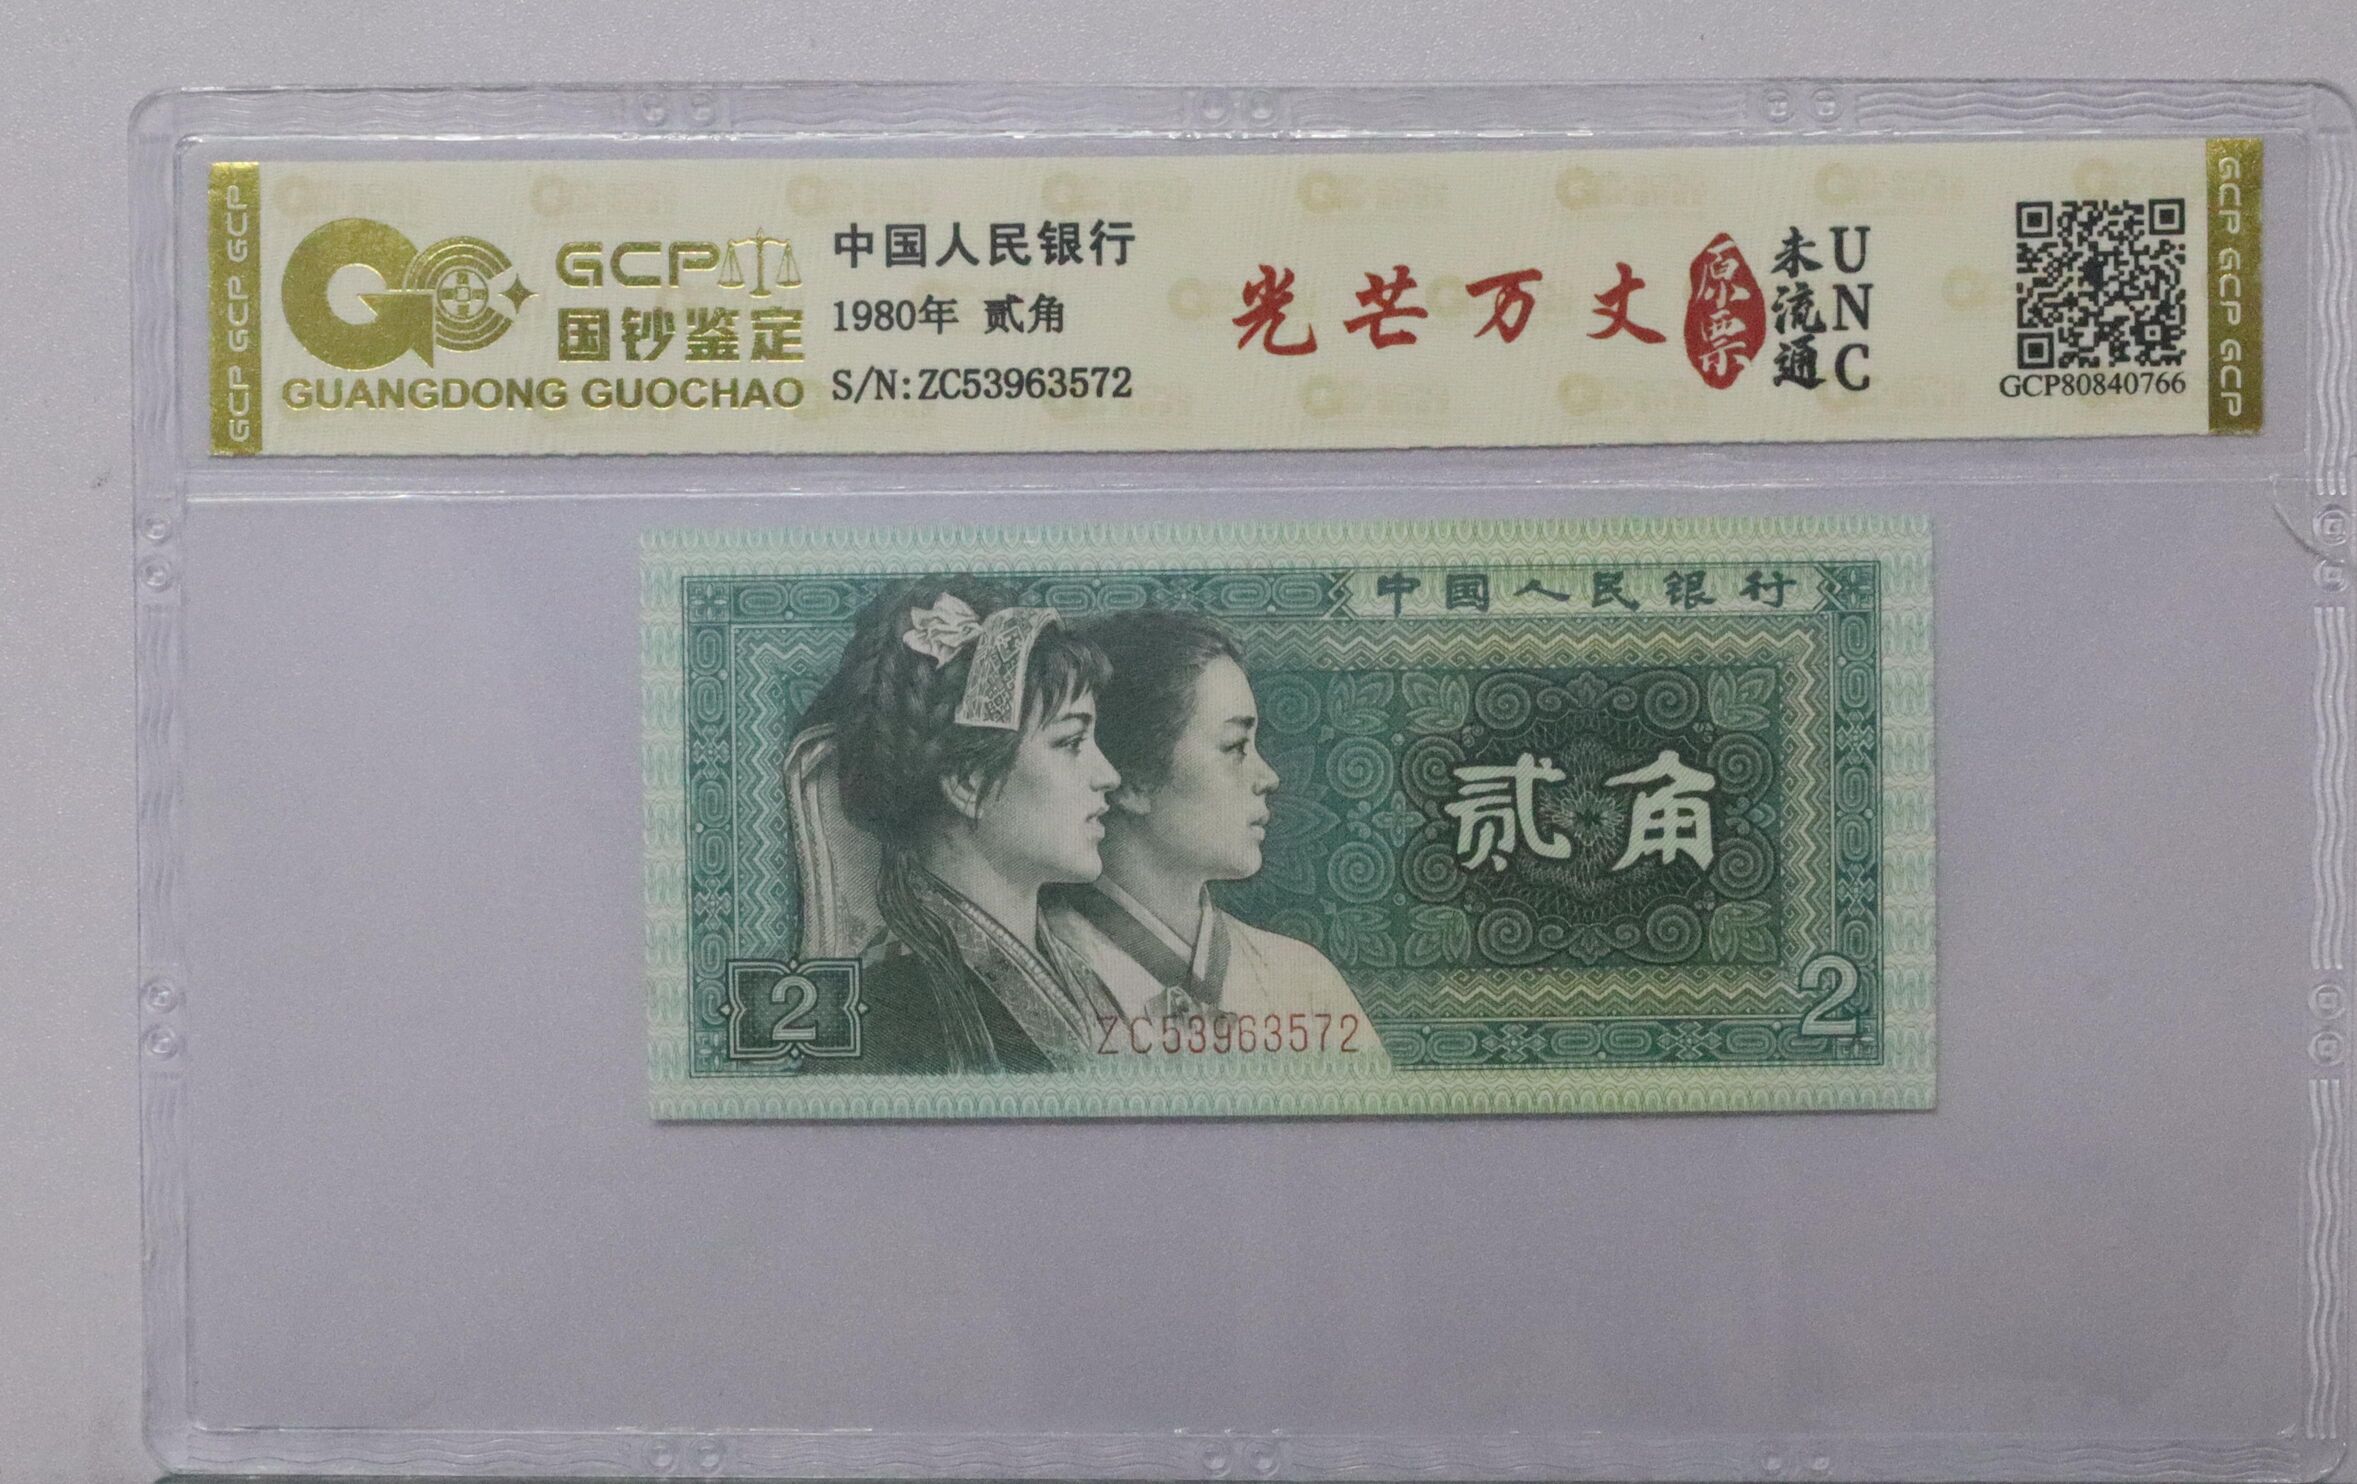 GCP GCP GCP
GCP
国钞鉴定
GUANGDONG GUOCHAO
中国人民银行
1980年 贰角
S/N:ZC53963572
光芒万丈
原票
未流通
UNC
GCP80840766
GCP GCP GCP
中国人民银行
贰角
2
ZC53963572
2